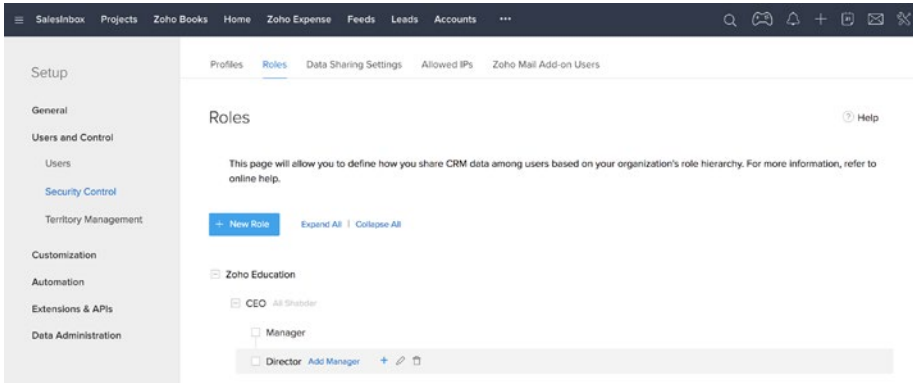 SalesInbox Projects Zoho Books Home Zoho Expense Feeds Leads Accounts •••
Setup
General
Users and Control
Users
Security Control
Territory Management
Customization
Automation
Extensions & APIs
Data Administration
Profiles Roles Data Sharing Settings Allowed IPs Zoho Mail Add-on Users
Roles
? Help
This page will allow you to define how you share CRM data among users based on your organization's role hierarchy. For more information, refer to
online help.
+ New Role Expand All | Collapse All
Zoho Education
CEO Ali Shabdar
Manager
Director Add Manager